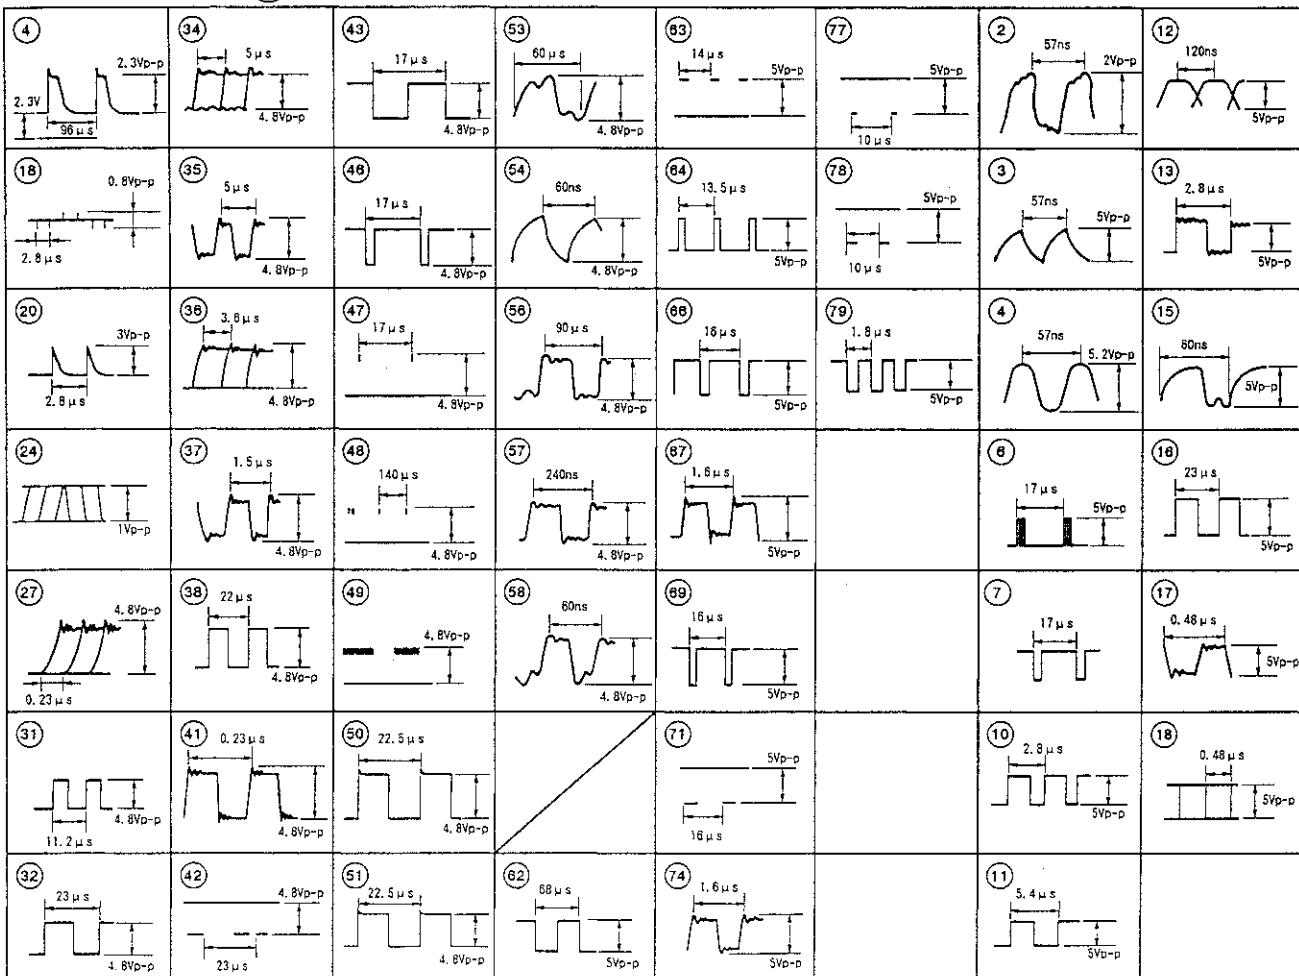 4
2.3Vp-p
2.3V
96μs
34
5μs
4.8Vp-p
43
17μs
4.8Vp-p
53
60μs
4.8Vp-p
63
14μs
5Vp-p
77
5Vp-p
10μs
2
57ns
2Vp-p
12
120ns
5Vp-p
18
0.8Vp-p
2.8μs
35
5μs
4.8Vp-p
46
17μs
4.8Vp-p
54
60ns
4.8Vp-p
64
13.5μs
5Vp-p
78
5Vp-p
10μs
3
57ns
5Vp-p
13
2.8μs
5Vp-p
20
3Vp-p
2.8μs
36
3.6μs
4.8Vp-p
47
17μs
4.8Vp-p
56
90μs
4.8Vp-p
66
16μs
5Vp-p
79
1.8μs
5Vp-p
4
57ns
5.2Vp-p
15
60ns
5Vp-p
24
1Vp-p
37
1.5μs
4.8Vp-p
48
140μs
4.8Vp-p
57
240ns
4.8Vp-p
67
1.6μs
5Vp-p
6
17μs
5Vp-p
16
23μs
5Vp-p
27
4.8Vp-p
0.23μs
38
22μs
4.8Vp-p
49
4.8Vp-p
58
60ns
4.8Vp-p
69
16μs
5Vp-p
7
17μs
5Vp-p
17
0.48μs
5Vp-p
31
4.8Vp-p
11.2μs
41
0.23μs
4.8Vp-p
50
22.5μs
4.8Vp-p
71
5Vp-p
16μs
10
2.8μs
5Vp-p
18
0.48μs
5Vp-p
32
23μs
4.8Vp-p
42
4.8Vp-p
23μs
51
22.5μs
4.8Vp-p
62
68μs
5Vp-p
74
1.6μs
5Vp-p
11
5.4μs
5Vp-p